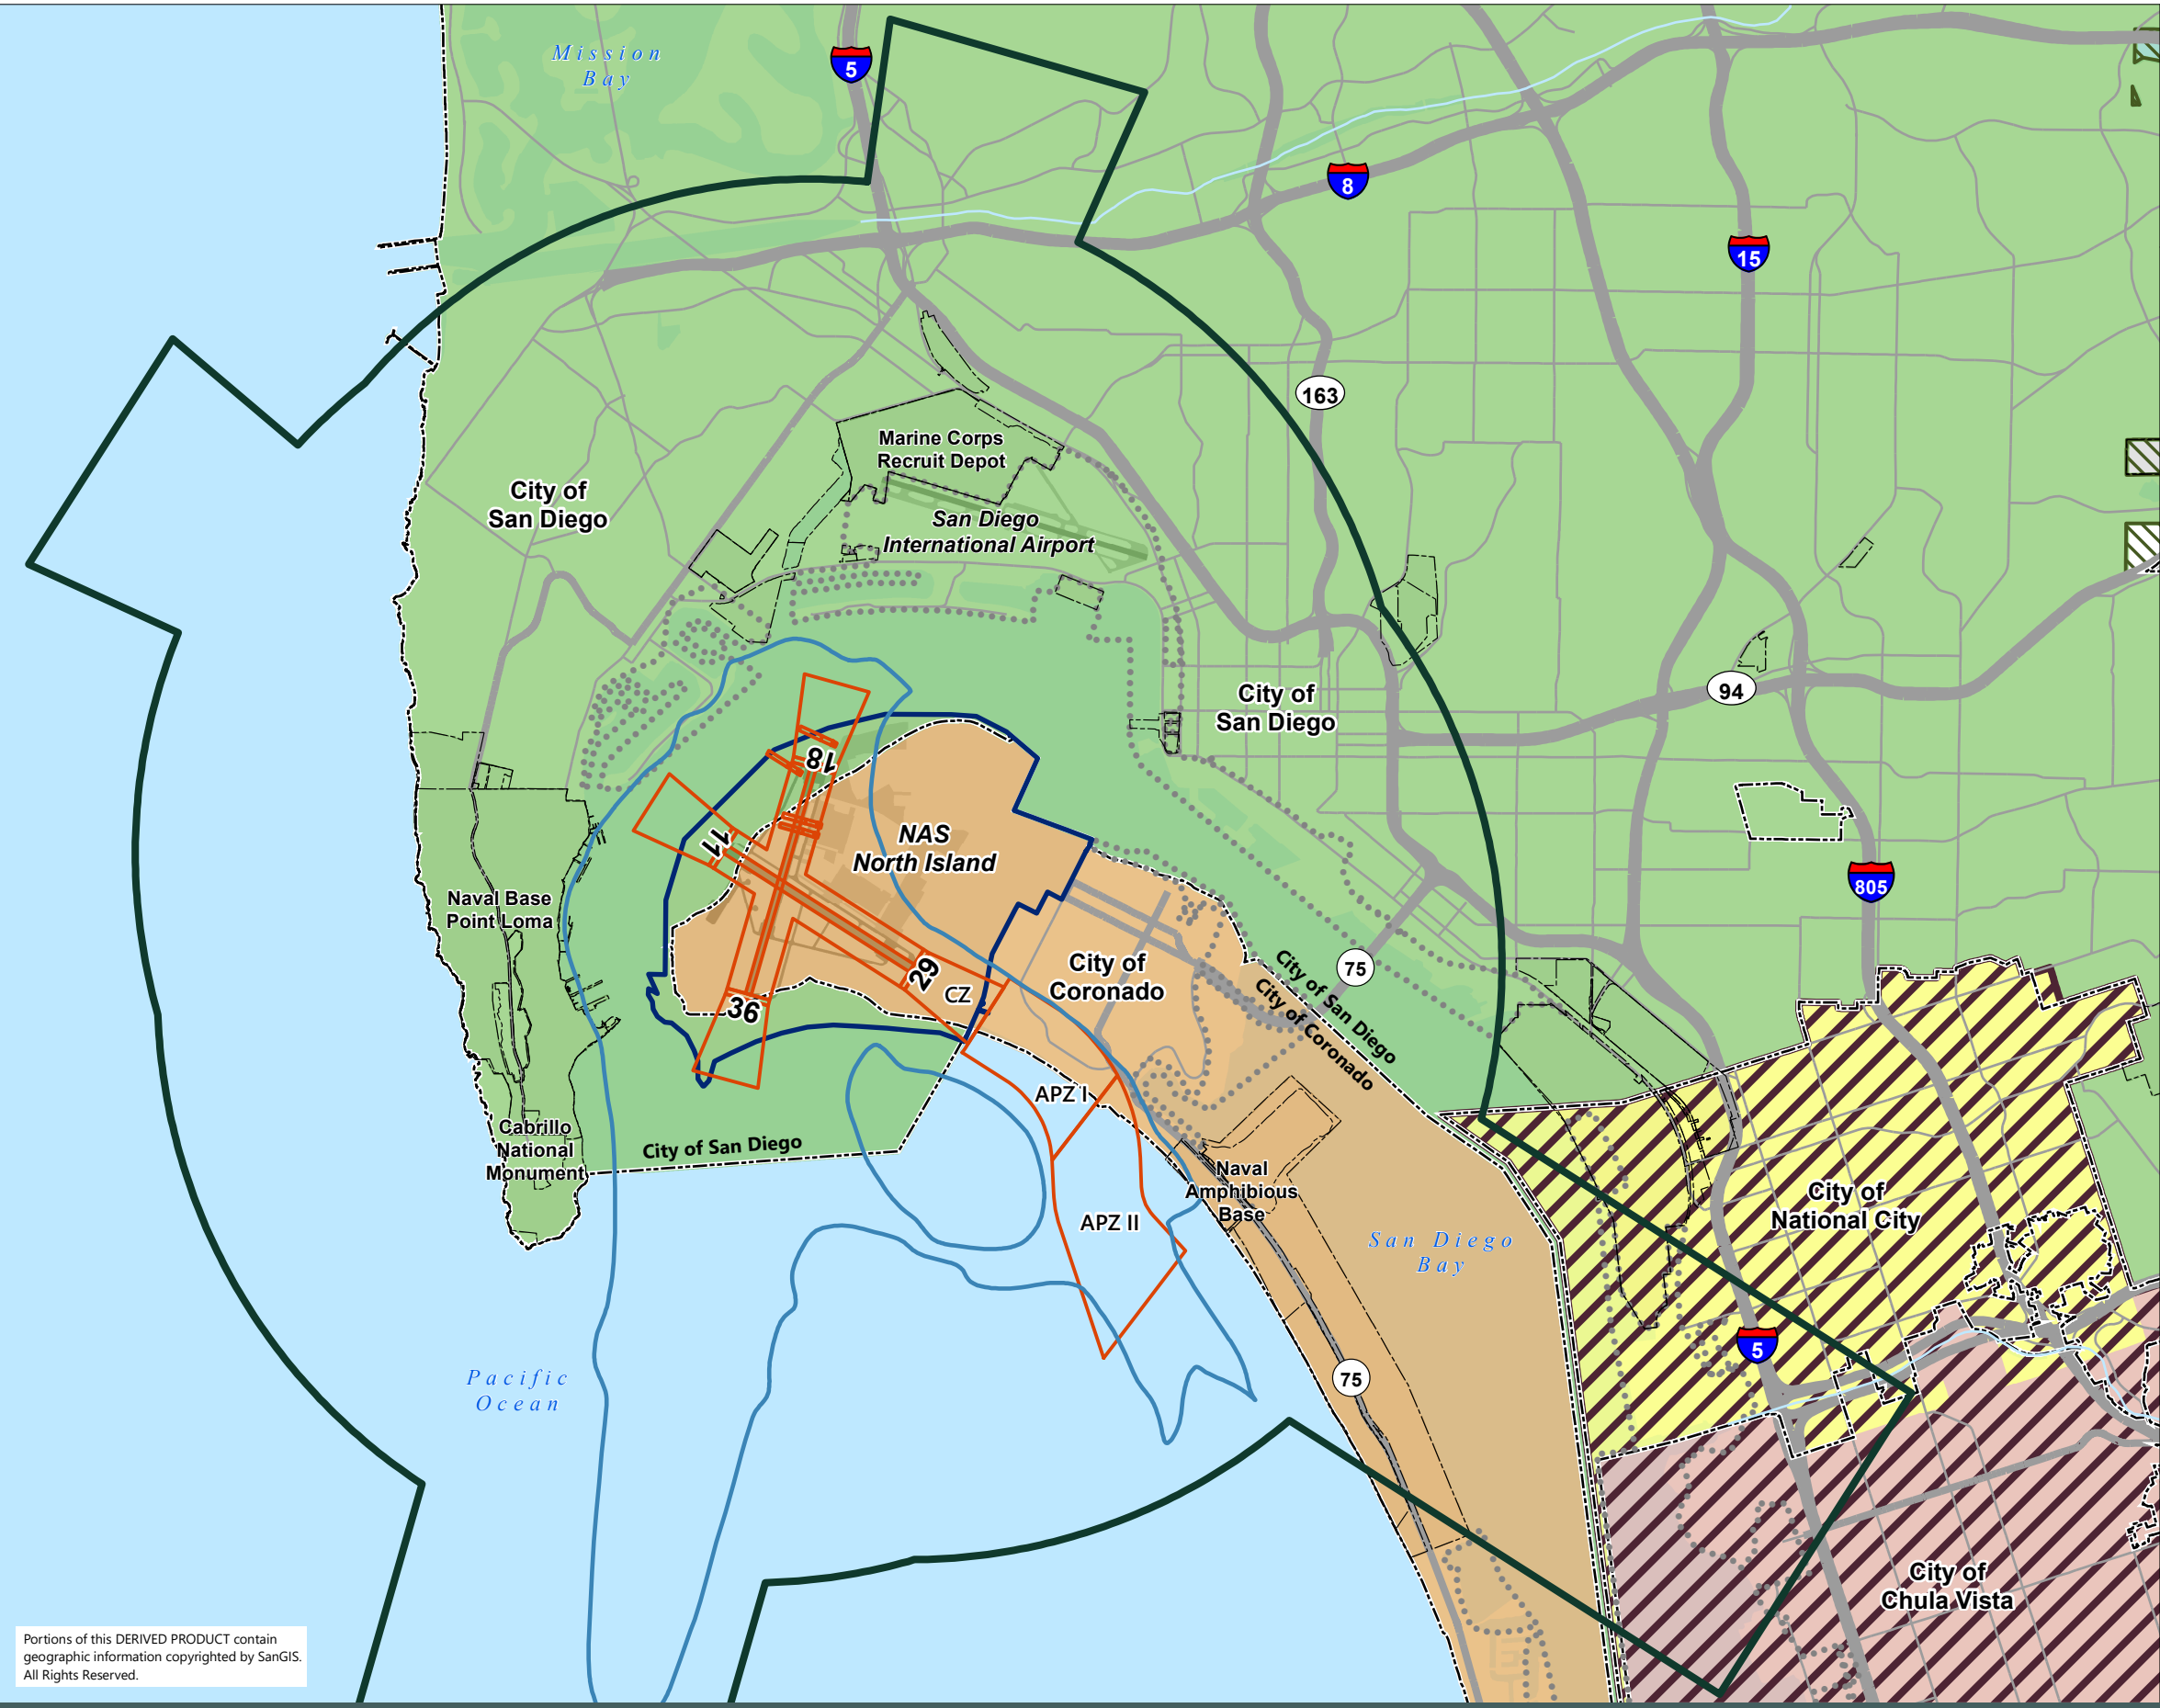 Mission
Bay
5
8
15
163
Marine Corps
Recruit Depot
City of
San Diego
San Diego
International Airport
City of
San Diego
94
18
NAS
North Island
11
805
Naval Base
Point Loma
29
CZ
36
City of
Coronado
75
City of San Diego
City of Coronado
APZ I
Cabrillo
National
Monument
City of San Diego
Naval
Amphibious
Base
City of
National City
APZ II
San Diego
Bay
5
Pacific
Ocean
75
City of
Chula Vista
Portions of this DERIVED PRODUCT contain
geographic information copyrighted by SanGIS.
All Rights Reserved.